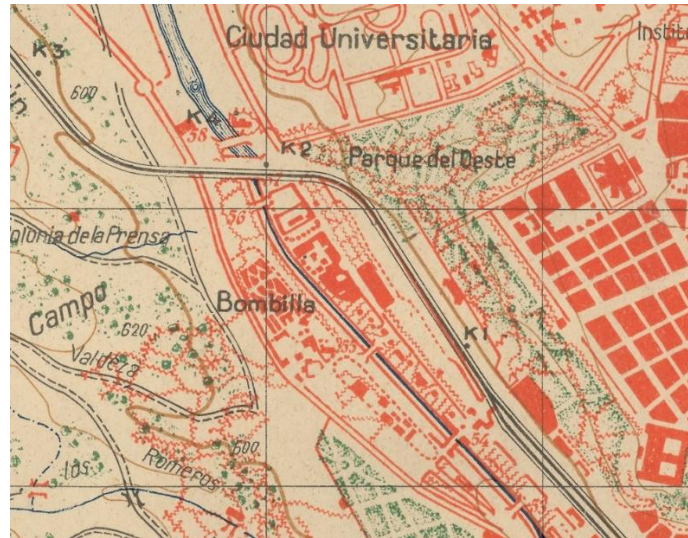 Ciudad Universitaria
K3
600
K4
58
K2
Parque del Oeste
56
olonia de la Prensa
Bombilla
Campo
620
K1
Valdeza
54
600
los
Romeros